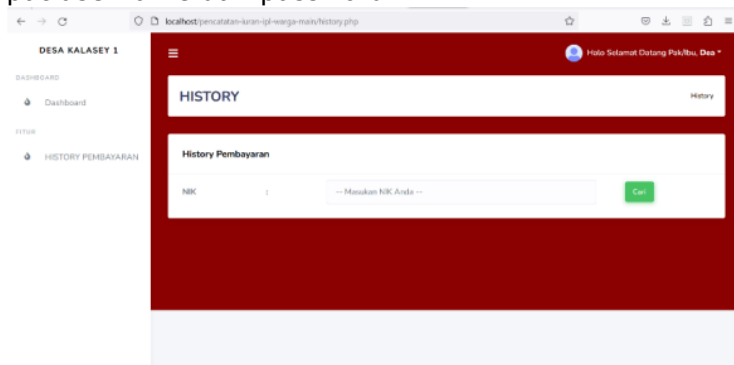 localhost/pencatatan-iuran-ipl-warga-main/history.php
DESA KALASEY 1
Halo Selamat Datang Pak/Ibu, Dea
DASHBOARD
Dashboard
HISTORY
History
FITUR
HISTORY PEMBAYARAN
History Pembayaran
NIK : -- Masukan NIK Anda -- Cari